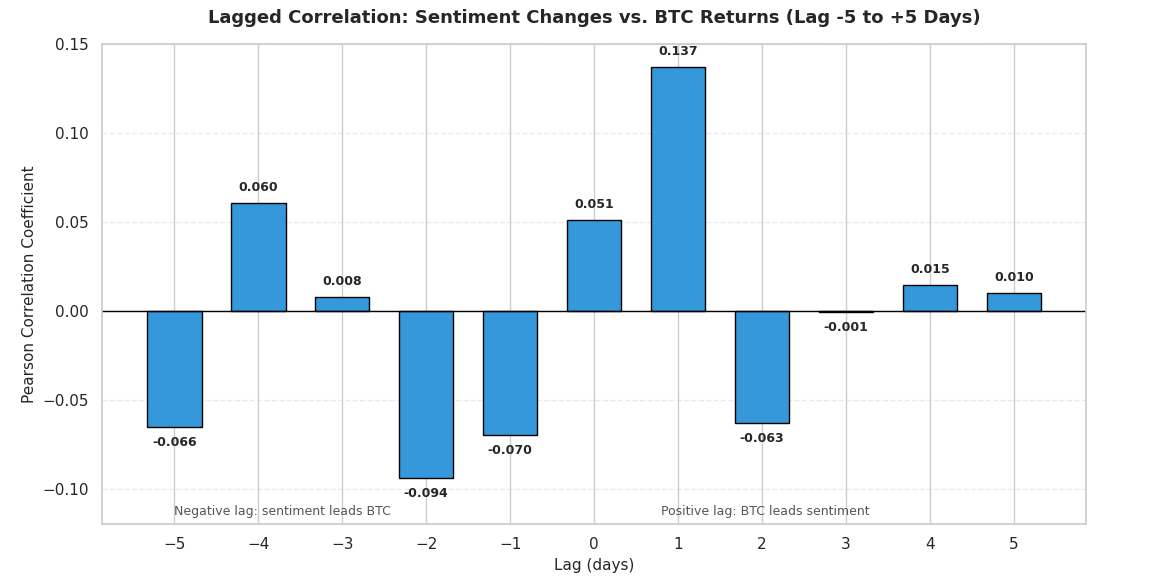 Lagged Correlation: Sentiment Changes vs. BTC Returns (Lag -5 to +5 Days)
Pearson Correlation Coefficient
0.15
0.10
0.05
0.00
−0.05
−0.10
-0.066
0.060
0.008
-0.094
-0.070
0.051
0.137
-0.063
-0.001
0.015
0.010
Negative lag: sentiment leads BTC
Positive lag: BTC leads sentiment
−5 −4 −3 −2 −1 0 1 2 3 4 5
Lag (days)